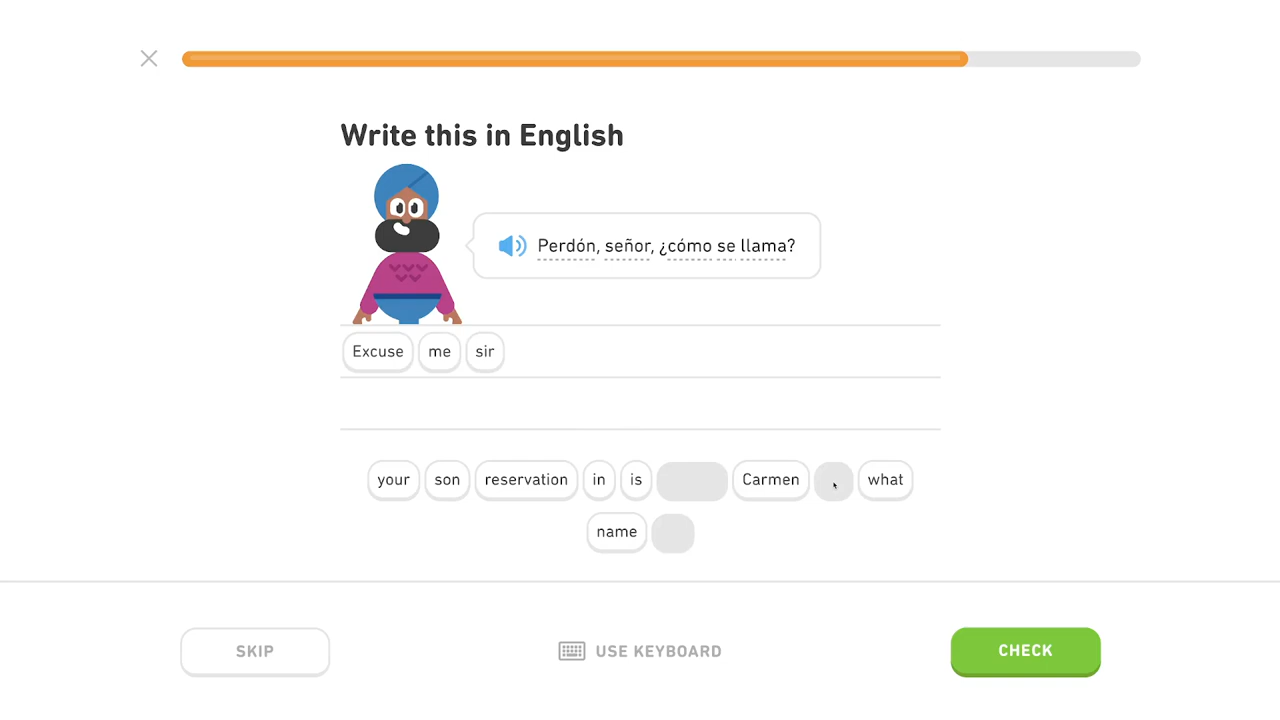 Write this in English
Perdón, señor, ¿cómo se llama?
Excuse me sir
your son reservation in is Carmen what
name
SKIP USE KEYBOARD CHECK